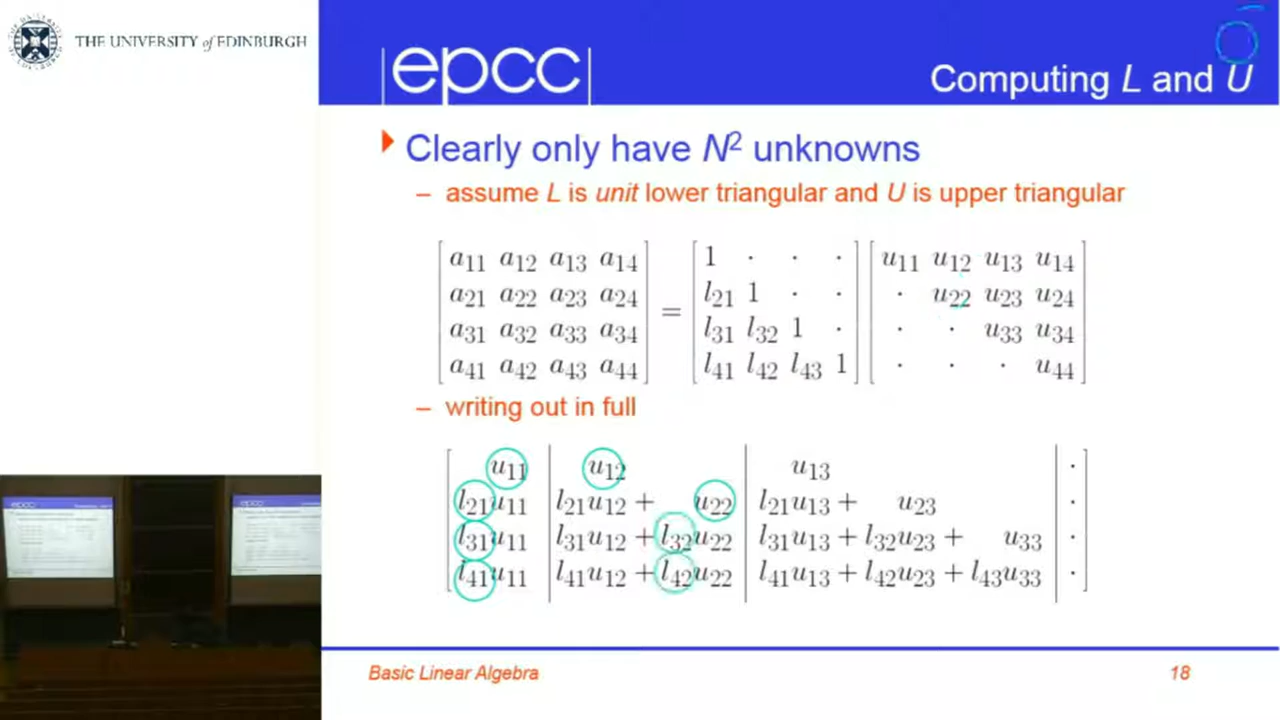 THE UNIVERSITY of EDINBURGH
epcc
Computing L and U
Clearly only have N² unknowns
– assume L is unit lower triangular and U is upper triangular
a₁₁ a₁₂ a₁₃ a₁₄ 1 · · · u₁₁ u₁₂ u₁₃ u₁₄
a₂₁ a₂₂ a₂₃ a₂₄ l₂₁ 1 · · · u₂₂ u₂₃ u₂₄
=
a₃₁ a₃₂ a₃₃ a₃₄ l₃₁ l₃₂ 1 · · · u₃₃ u₃₄
a₄₁ a₄₂ a₄₃ a₄₄ l₄₁ l₄₂ l₄₃ 1 · · · u₄₄
– writing out in full
u₁₁ u₁₂ u₁₃ ·
l₂₁u₁₁ l₂₁u₁₂ + u₂₂ l₂₁u₁₃ + u₂₃ ·
l₃₁u₁₁ l₃₁u₁₂ + l₃₂u₂₂ l₃₁u₁₃ + l₃₂u₂₃ + u₃₃ ·
l₄₁u₁₁ l₄₁u₁₂ + l₄₂u₂₂ l₄₁u₁₃ + l₄₂u₂₃ + l₄₃u₃₃ ·
Basic Linear Algebra
18